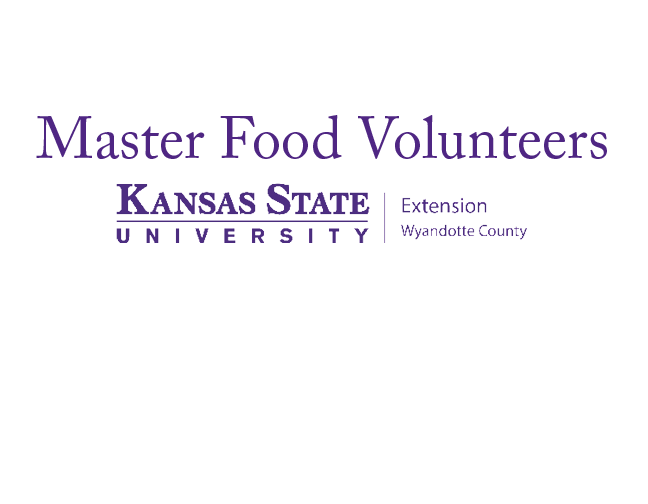 Master Food Volunteers
KANSAS STATE
UNIVERSITY
Extension
Wyandotte County